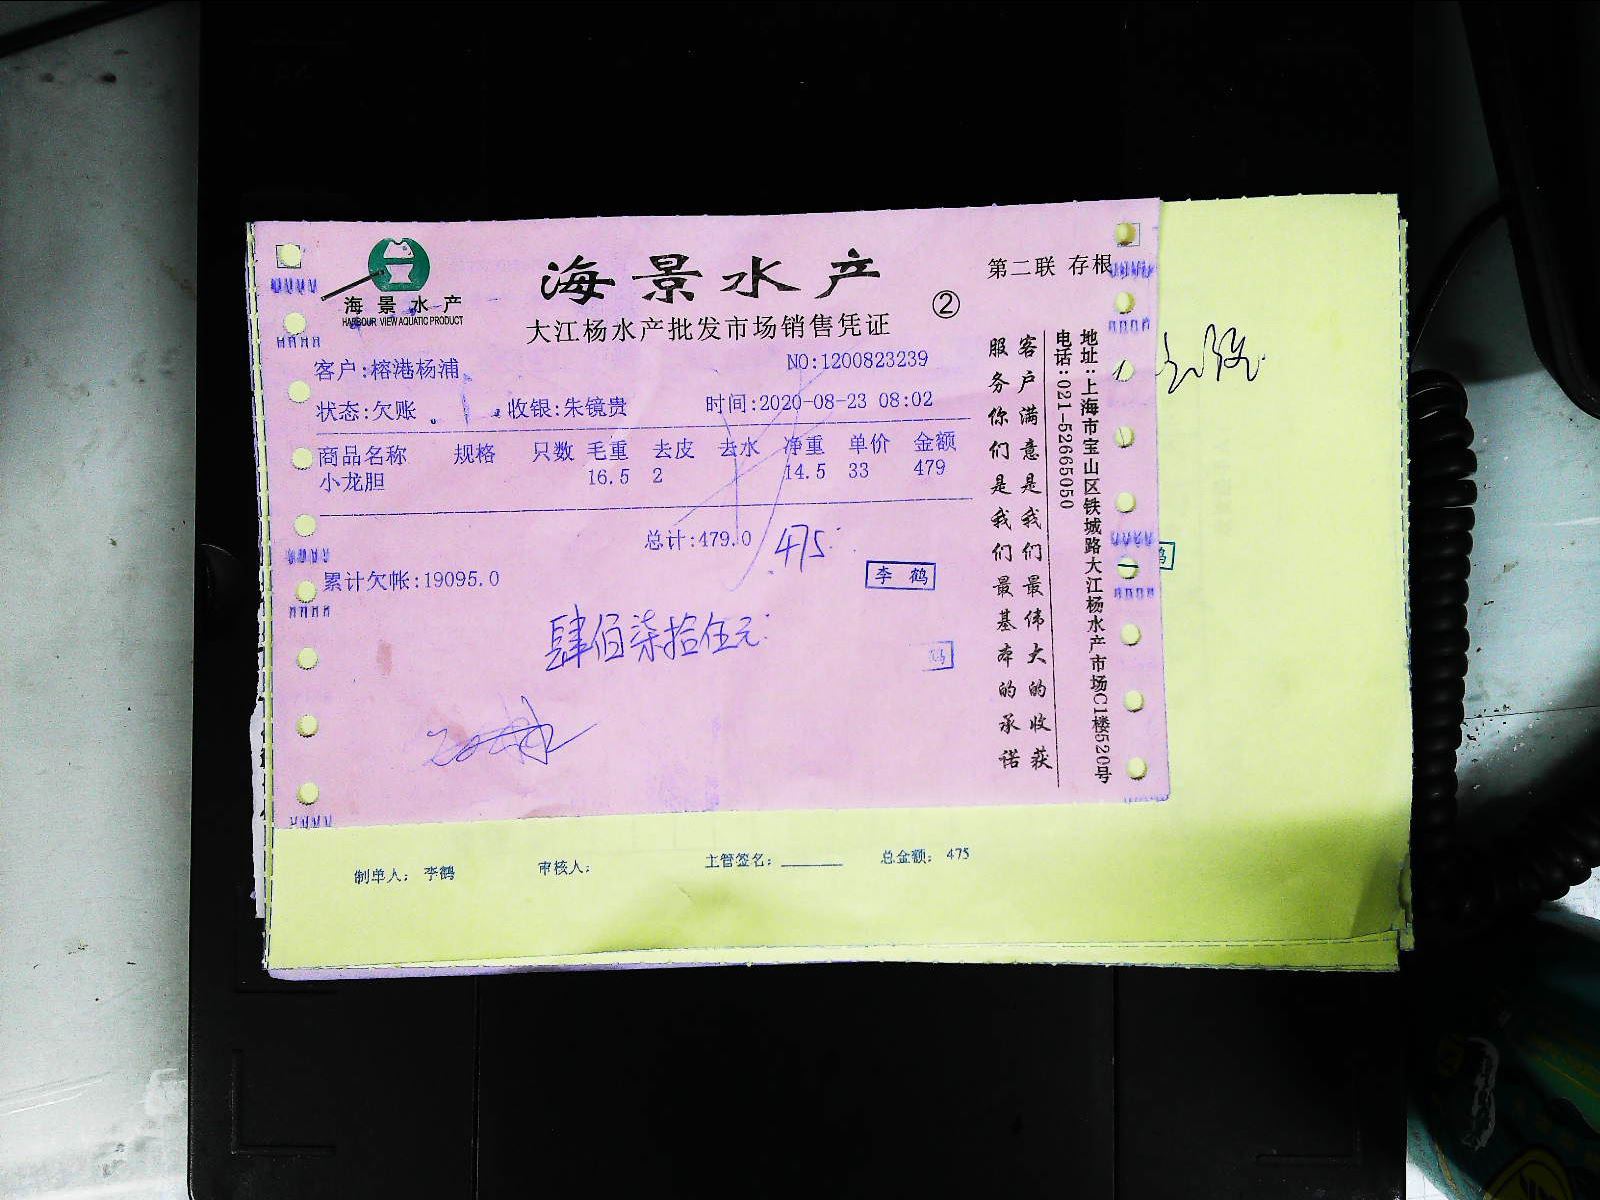 海景水产
HARBOUR VIEW AQUATIC PRODUCT
海景水产
大江杨水产批发市场销售凭证
②
第二联 存根
客户:榕港杨浦
NO:1200823239
状态:欠账
收银:朱镜贵
时间:2020-08-23 08:02
商品名称 规格 只数 毛重 去皮 去水 净重 单价 金额
小龙胆 16.5 2 14.5 33 479
总计:479.0
475
累计欠帐:19095.0
李鹤
肆佰柒拾伍元
鹤
客户满意是我们最伟大的收获
服务你们是我们最基本的承诺
地址:上海市宝山区铁城路大江杨水产市场C1楼520号
电话:021-52665050
鹤
制单人: 李鹤 审核人: 主管签名: 总金额: 475